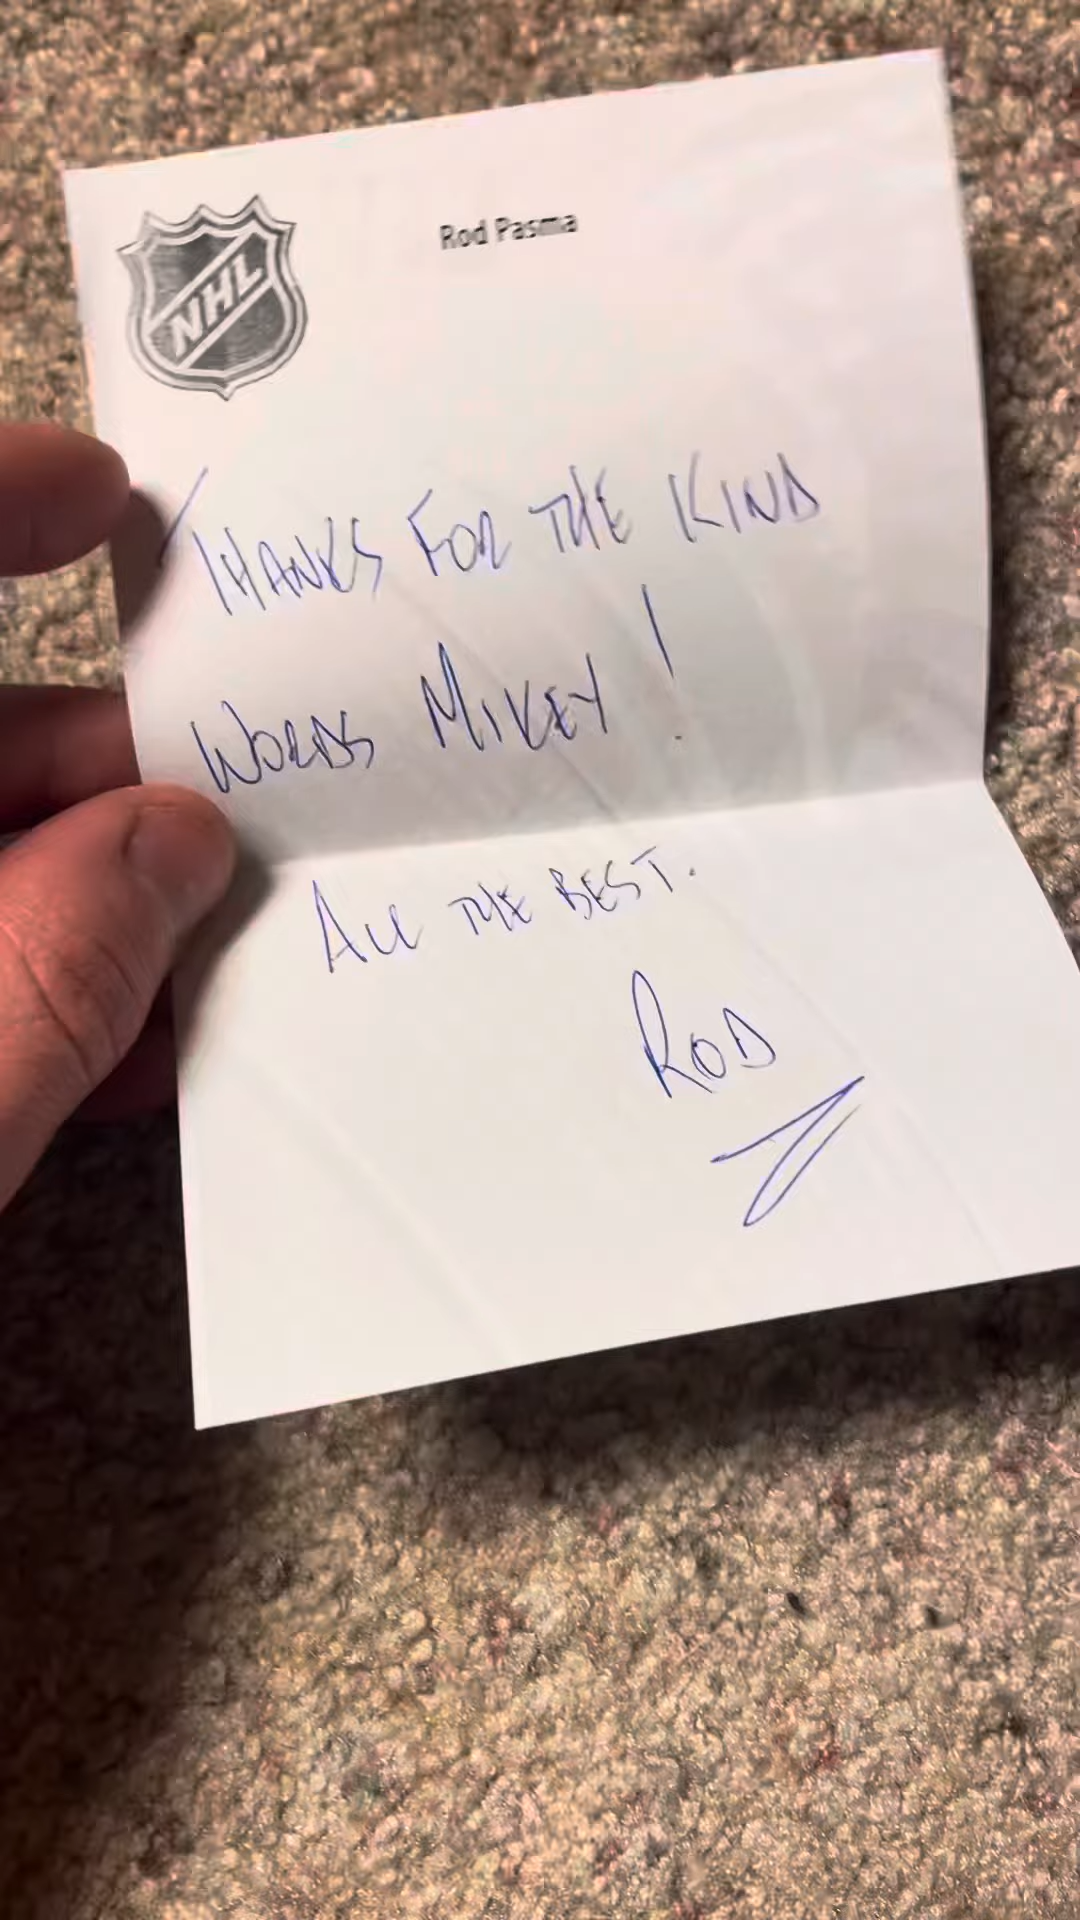 NHL
Rod Pasma
THANKS FOR THE KIND
WORDS MIKEY!
ALL THE BEST.
ROD